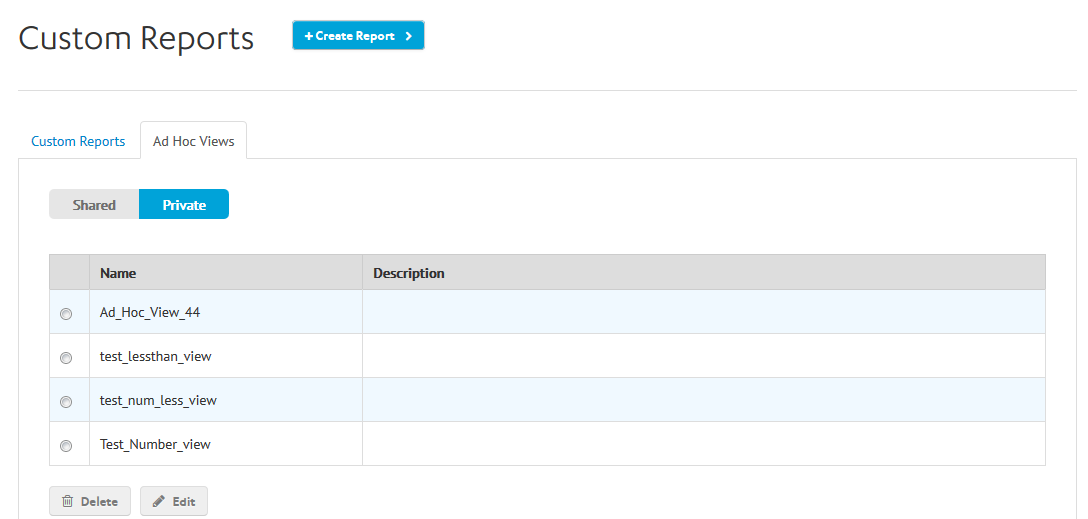 Custom Reports
+ Create Report >
Custom Reports Ad Hoc Views
Shared Private
Name Description
Ad_Hoc_View_44
test_lessthan_view
test_num_less_view
Test_Number_view
Delete Edit